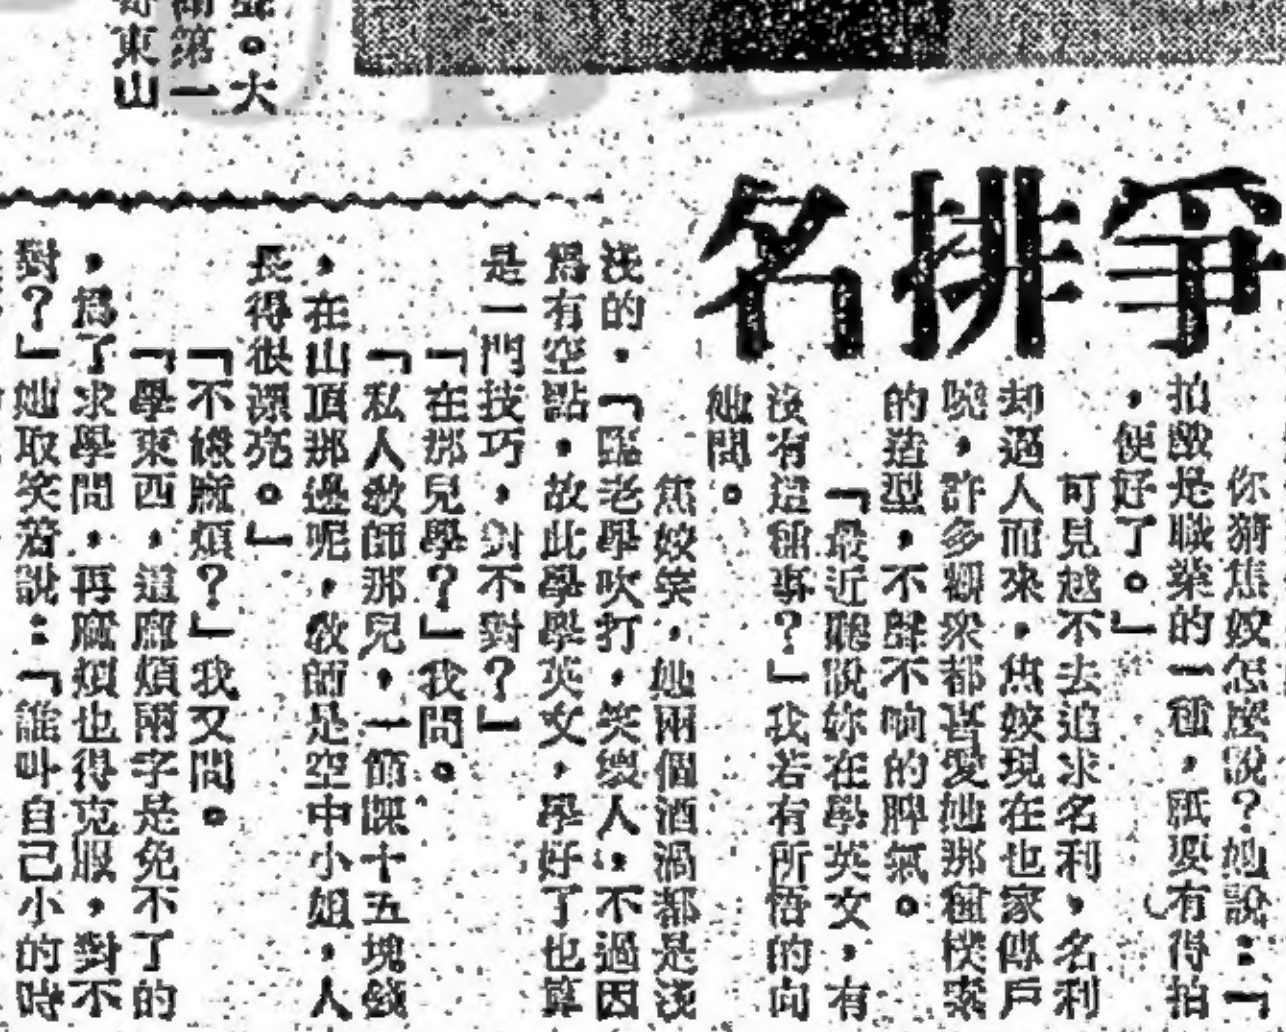 爭排名
你猜焦姣怎麼說？她說：「
拍戲是職業的一種，祇要有得拍
，便好了。」
可見越不去追求名利，名利
却逼人而來，焦姣現在也家傳戶
曉，許多觀眾都喜愛她那種樸素
的造型，不聲不响的脾氣。
「最近聽說妳在學英文，有
沒有這種事？」我若有所悟的向
她問。
焦姣笑，她兩個酒渦都是淺
淺的，「臨老學吹打，笑壞人，不過因
爲有空點，故此學學英文，學好了也算
是一門技巧，對不對？」
「在那兒學？」我問。
「私人教師那兒，一節課十五塊錢
，在山頂那邊呢，教師是空中小姐，人
長得很漂亮。」
「不嫌麻煩？」我又問。
「學東西，這麻煩兩字是免不了的
，爲了求學問，再麻煩也得克服，對不
對？」她取笑着說：「誰叫自己小的時
。大
第一
東山